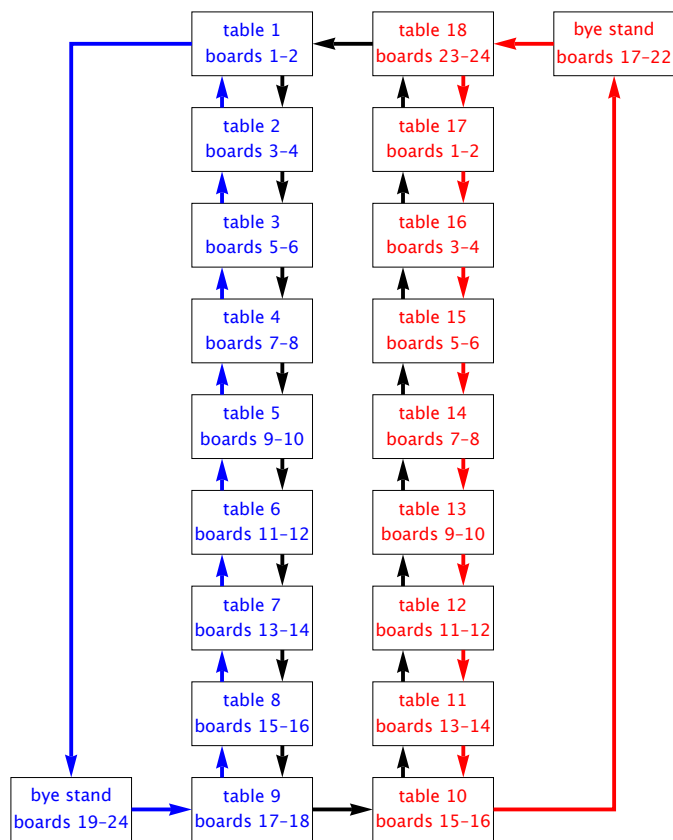 table 1
boards 1–2
table 18
boards 23–24
bye stand
boards 17–22
table 2
boards 3–4
table 17
boards 1–2
table 3
boards 5–6
table 16
boards 3–4
table 4
boards 7–8
table 15
boards 5–6
table 5
boards 9–10
table 14
boards 7–8
table 6
boards 11–12
table 13
boards 9–10
table 7
boards 13–14
table 12
boards 11–12
table 8
boards 15–16
table 11
boards 13–14
bye stand
boards 19–24
table 9
boards 17–18
table 10
boards 15–16